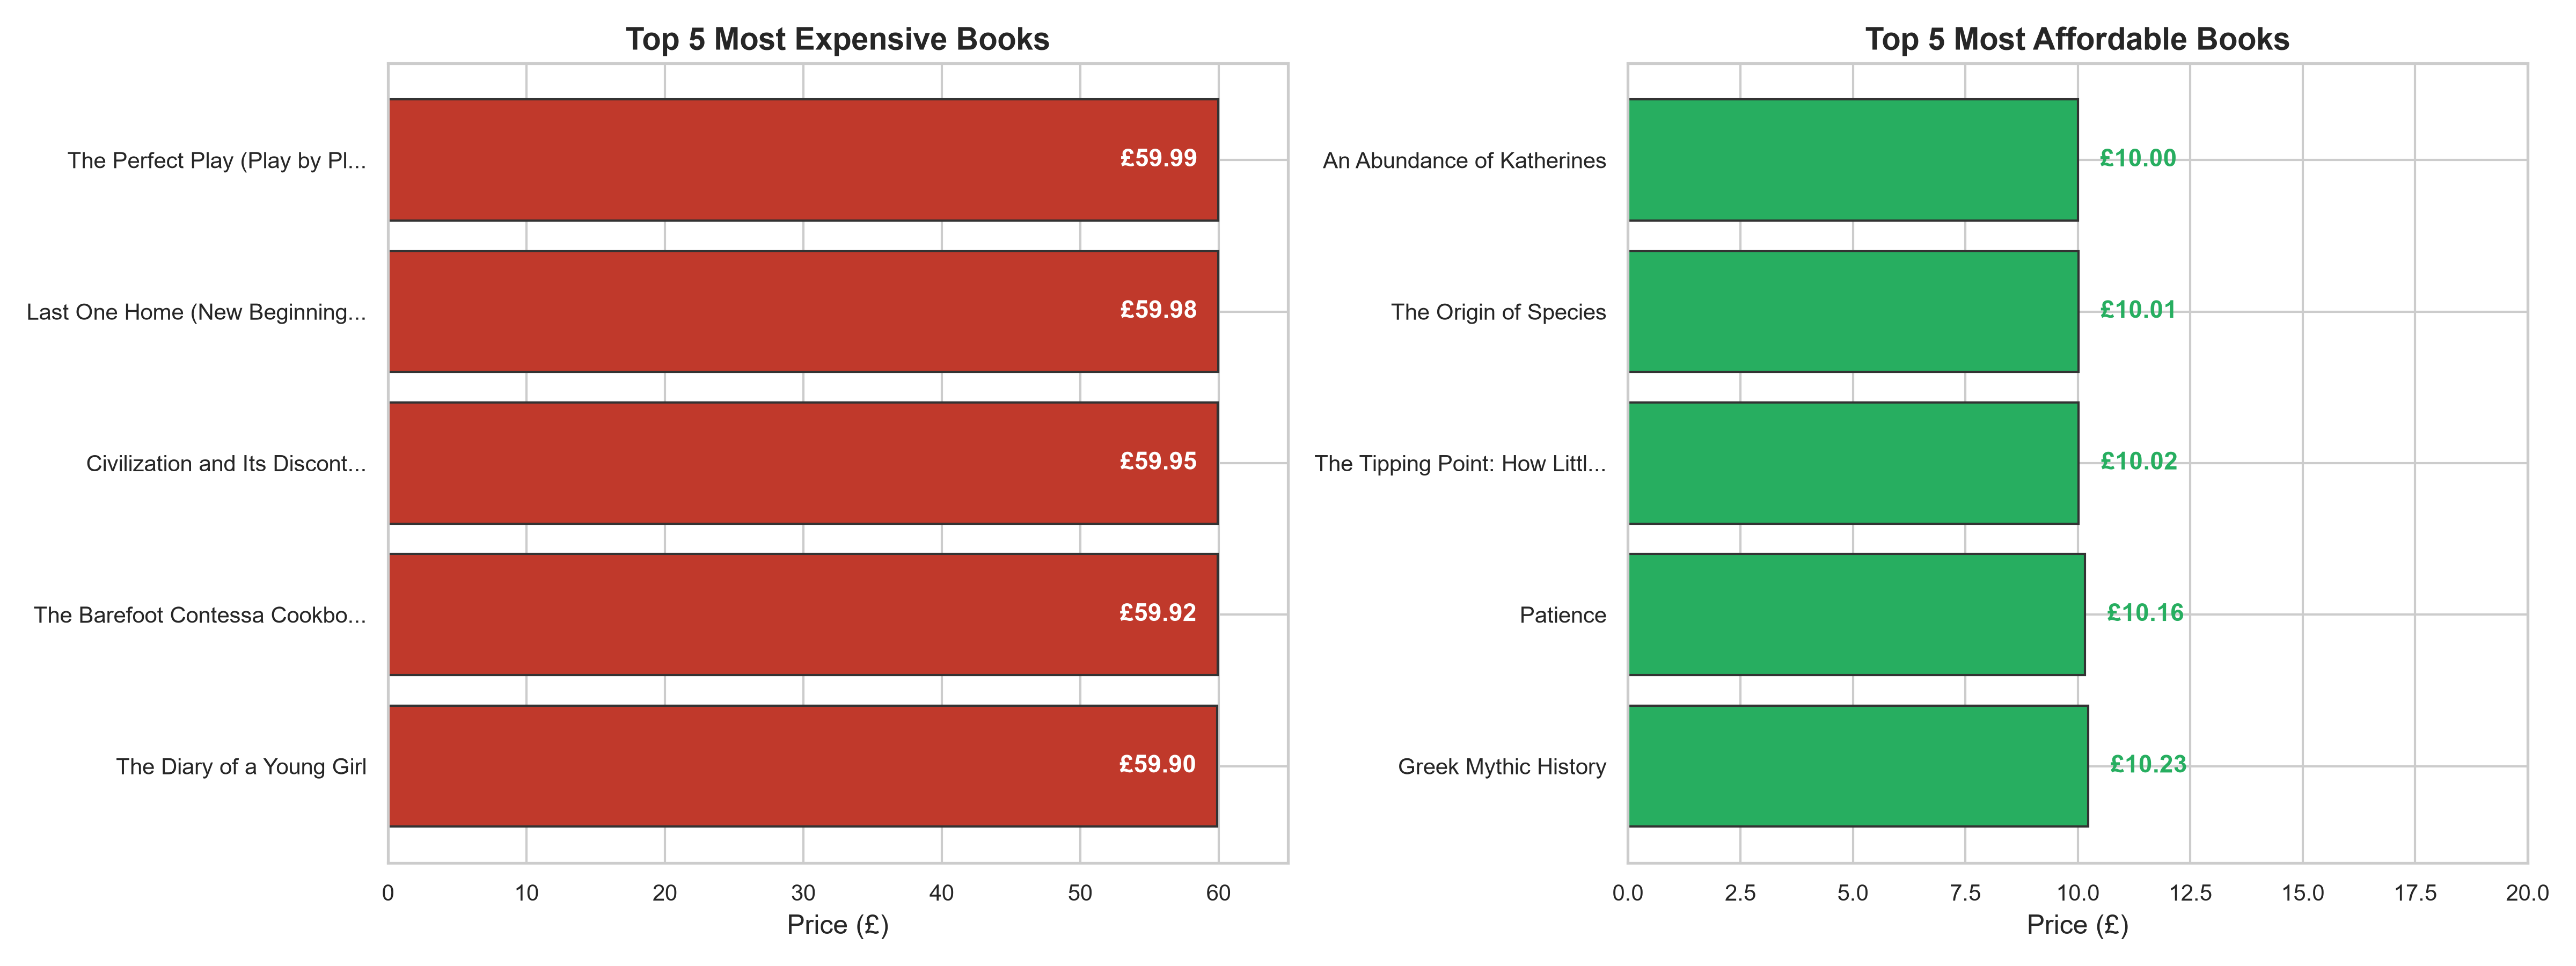 Top 5 Most Expensive Books
The Perfect Play (Play by Pl...
£59.99
Last One Home (New Beginning...
£59.98
Civilization and Its Discont...
£59.95
The Barefoot Contessa Cookbo...
£59.92
The Diary of a Young Girl
£59.90
0 10 20 30 40 50 60
Price (£)
Top 5 Most Affordable Books
An Abundance of Katherines
£10.00
The Origin of Species
£10.01
The Tipping Point: How Littl...
£10.02
Patience
£10.16
Greek Mythic History
£10.23
0.0 2.5 5.0 7.5 10.0 12.5 15.0 17.5 20.0
Price (£)